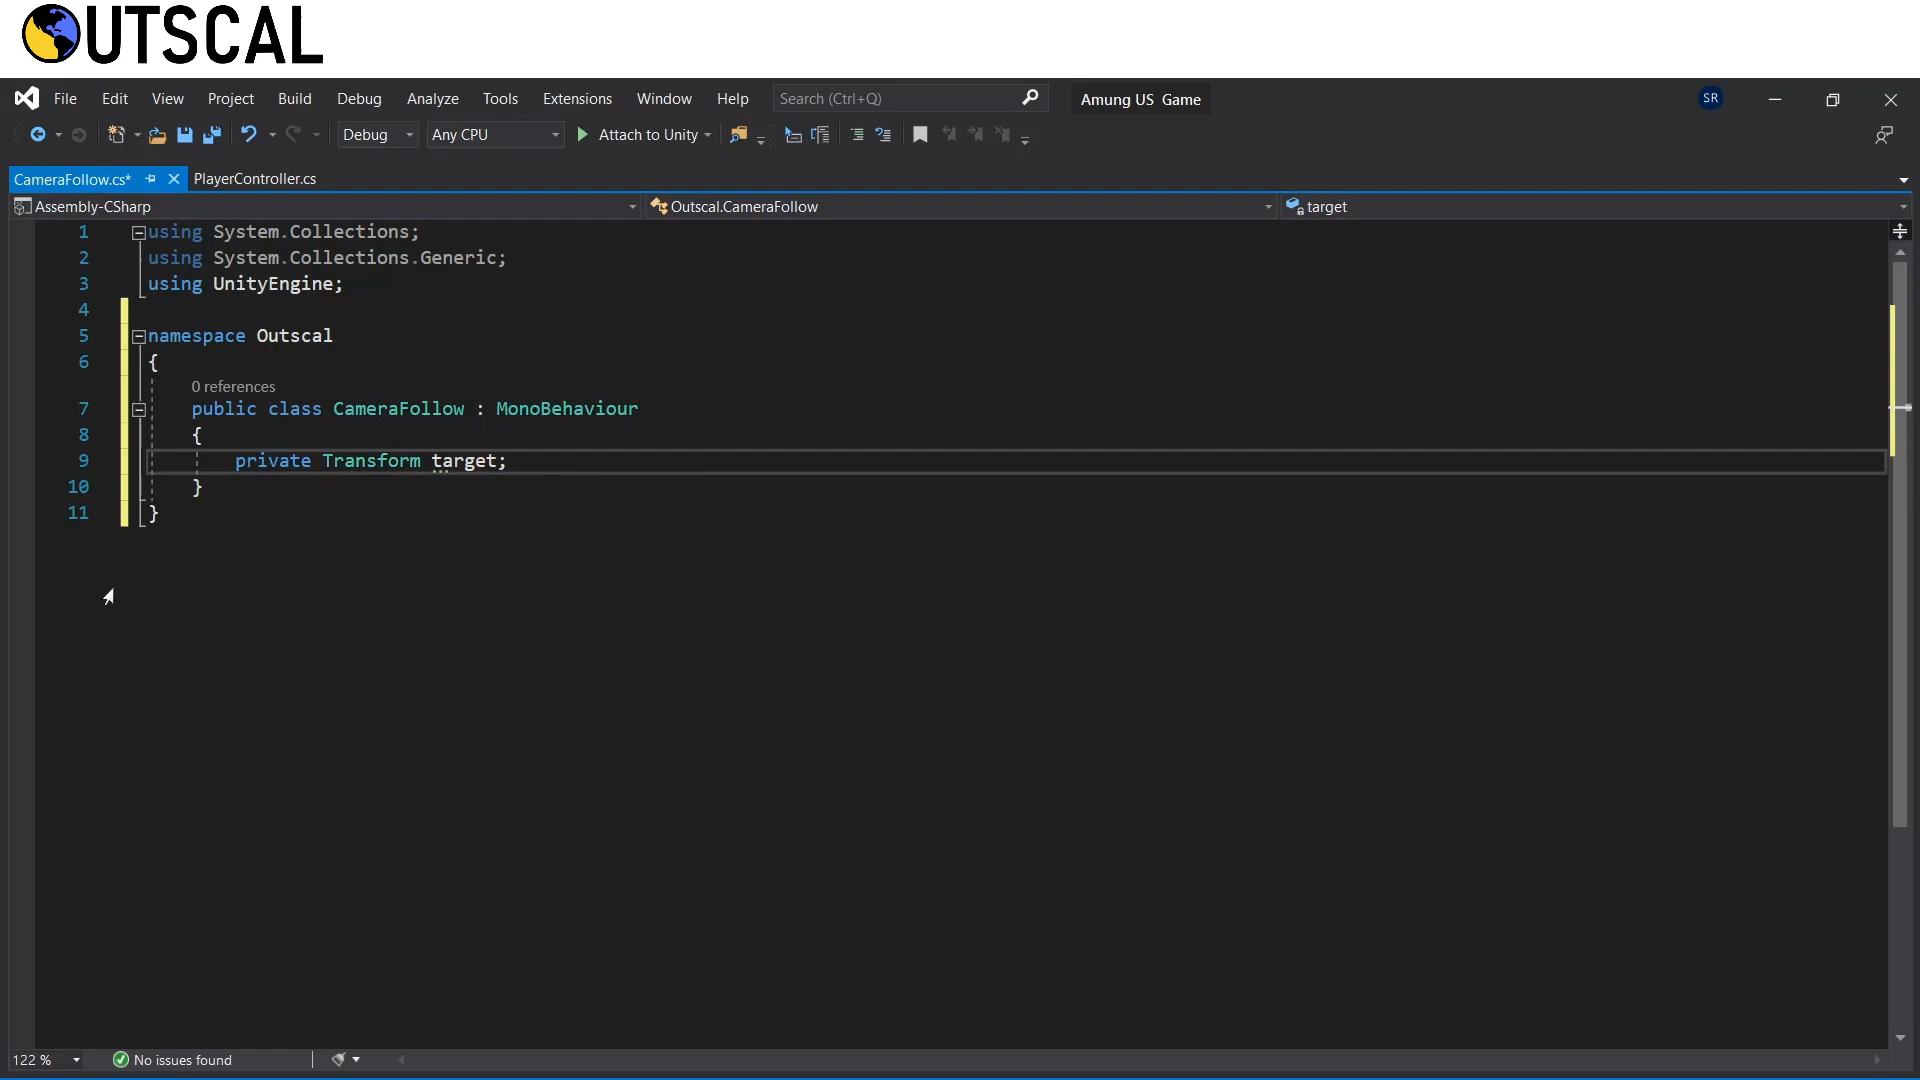 OUTSCAL
File Edit View Project Build Debug Analyze Tools Extensions Window Help Search (Ctrl+Q) Amung US Game SR
Debug Any CPU Attach to Unity
CameraFollow.cs* PlayerController.cs
Assembly-CSharp Outscal.CameraFollow target
1 using System.Collections;
2 using System.Collections.Generic;
3 using UnityEngine;
4
5 namespace Outscal
6 {
0 references
7 public class CameraFollow : MonoBehaviour
8 {
9 private Transform target;
10 }
11 }
122 % No issues found